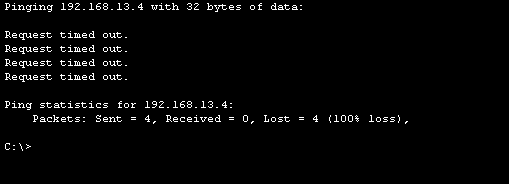 Pinging 192.168.13.4 with 32 bytes of data:
Request timed out.
Request timed out.
Request timed out.
Request timed out.
Ping statistics for 192.168.13.4:
Packets: Sent = 4, Received = 0, Lost = 4 (100% loss),
C:\>